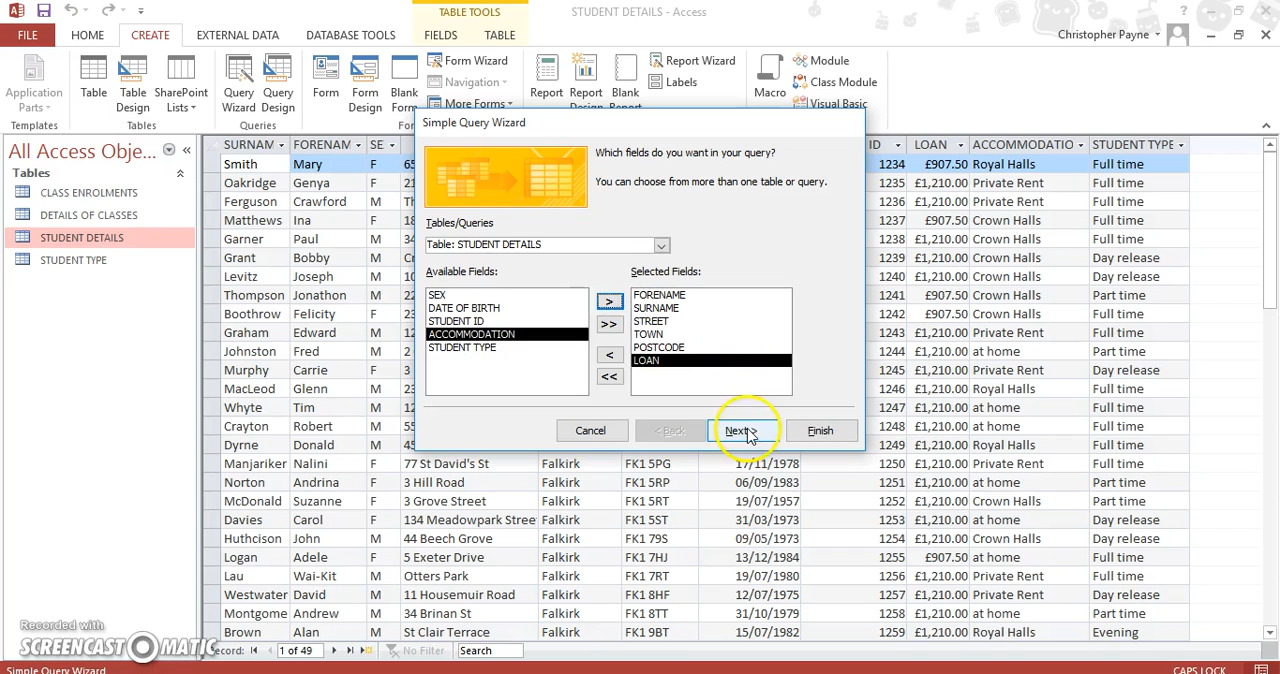 TABLE TOOLS
STUDENT DETAILS - Access
?
FILE HOME CREATE EXTERNAL DATA DATABASE TOOLS FIELDS TABLE
Christopher Payne
Application Parts
Templates
Table
Table Design
SharePoint Lists
Tables
Query Wizard
Query Design
Queries
Form
Form Design
Blank
Form Wizard
Navigation
More Forms
Report
Report
Blank
Report Wizard
Labels
Macro
Module
Class Module
Visual Basic
All Access Obje...
Tables
CLASS ENROLMENTS
DETAILS OF CLASSES
STUDENT DETAILS
STUDENT TYPE
Simple Query Wizard
Which fields do you want in your query?
You can choose from more than one table or query.
Tables/Queries
Table: STUDENT DETAILS
Available Fields:
SEX
DATE OF BIRTH
STUDENT ID
ACCOMMODATION
STUDENT TYPE
>
>>
<
<<
Selected Fields:
FORENAME
SURNAME
STREET
TOWN
POSTCODE
LOAN
Cancel < Back Next > Finish
SURNAM FORENAM SE ID LOAN ACCOMMODATIO STUDENT TYPE
Smith Mary F 65 1234 £907.50 Royal Halls Full time
Oakridge Genya F 21 1235 £1,210.00 Private Rent Full time
Ferguson Crawford M Th 1236 £1,210.00 Private Rent Full time
Matthews Ina F 18 1237 £907.50 Crown Halls Full time
Garner Paul M 34 1238 £1,210.00 Crown Halls Full time
Grant Bobby M 1239 £1,210.00 Crown Halls Day release
Levitz Joseph M 1240 £1,210.00 Crown Halls Day release
Thompson Jonathon M 1241 £907.50 Crown Halls Part time
Boothrow Felicity F 1242 £907.50 Crown Halls Full time
Graham Edward M 1243 £1,210.00 Crown Halls Full time
Johnston Fred M 2 1244 £1,210.00 at home Part time
Murphy Carrie F 1245 £1,210.00 Private Rent Day release
MacLeod Glenn M 1246 £1,210.00 Royal Halls Full time
Whyte Tim M 1247 £1,210.00 at home Part time
Crayton Robert M 1248 £1,210.00 at home Full time
Dyrne Donald M 1249 £1,210.00 Royal Halls Full time
Manjariker Nalini F 77 St David's St Falkirk FK1 5PG 17/11/1978 1250 £1,210.00 Private Rent Full time
Norton Andrina F 3 Hill Road Falkirk FK1 5RP 06/09/1983 1251 £1,210.00 Private Rent Part time
McDonald Suzanne F 3 Grove Street Falkirk FK1 5RT 19/07/1957 1252 £1,210.00 Crown Halls Part time
Davies Carol F 134 Meadowpark Stree Falkirk FK1 5ST 31/03/1973 1253 £1,210.00 at home Day release
Huthcison John M 44 Beech Grove Falkirk FK1 79S 09/05/1973 1254 £1,210.00 Crown Halls Day release
Logan Adele F 5 Exeter Drive Falkirk FK1 7HJ 13/12/1984 1255 £907.50 at home Full time
Lau Wai-Kit M Otters Park Falkirk FK1 7RT 19/07/1980 1256 £1,210.00 Private Rent Full time
Westwater David M 11 Housemuir Road Falkirk FK1 8HF 12/07/1975 1257 £1,210.00 Private Rent Full time
Montgome Andrew M 34 Brinan St Falkirk FK1 8TT 31/10/1979 1258 £1,210.00 at home Full time
Brown Alan M St Clair Terrace Falkirk FK1 9BT 15/07/1982 1259 £1,210.00 Royal Halls Evening
Recorded with
SCREENCAST MATIC
Record: 1 of 49 No Filter Search
Simple Query Wizard
CAPS LOCK